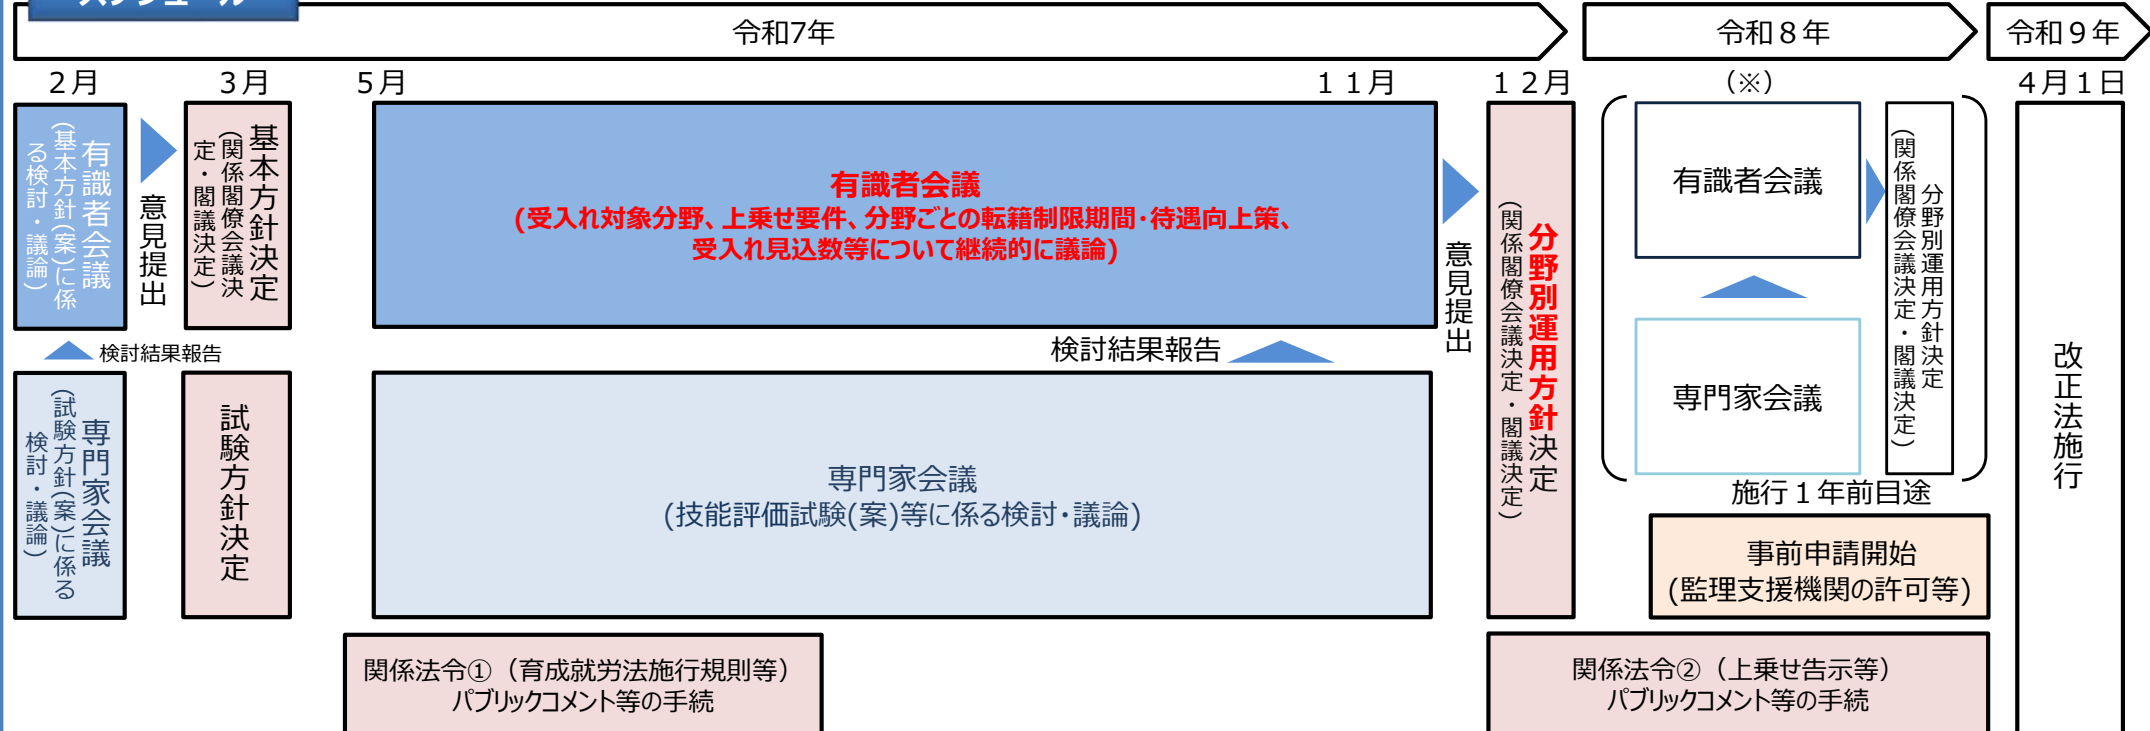 スケジュール
令和7年
令和８年
令和９年
２月
３月
５月
１１月
１２月
（※）
４月１日
有識者会議
(基本方針(案)に係
る検討・議論)
意見提出
基本方針決定
(関係閣僚会議決
定・閣議決定)
有識者会議
(受入れ対象分野、上乗せ要件、分野ごとの転籍制限期間・待遇向上策、
受入れ見込数等について継続的に議論)
意見提出
分野別運用方針決定
(関係閣僚会議決定・閣議決定)
有識者会議
分野別運用方針決定
(関係閣僚会議決定・閣議決定)
検討結果報告
検討結果報告
専門家会議
(試験方針(案)に係る
検討・議論)
試験方針決定
専門家会議
(技能評価試験(案)等に係る検討・議論)
専門家会議
施行１年前目途
事前申請開始
(監理支援機関の許可等)
改正法施行
関係法令①（育成就労法施行規則等）
パブリックコメント等の手続
関係法令②（上乗せ告示等）
パブリックコメント等の手続